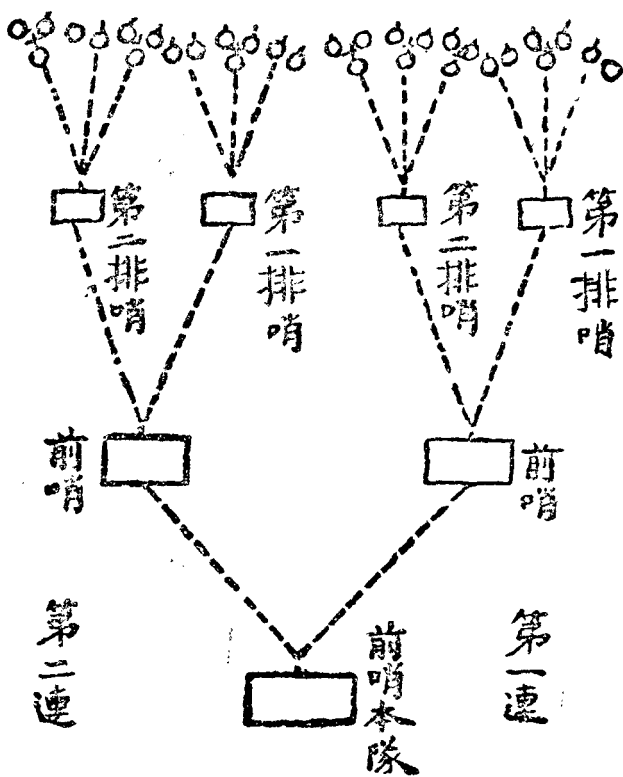 第一排哨
第二排哨
第一排哨
第二排哨
前哨
前哨
第一連
前哨本隊
第二連